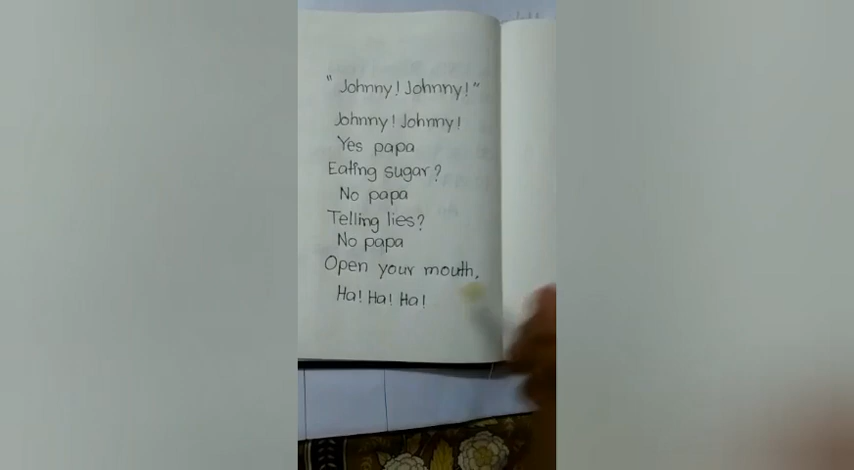 "Johnny! Johnny!"
Johnny! Johnny!
Yes papa
Eating sugar?
No papa
Telling lies?
No papa
Open your mouth,
Ha! Ha! Ha!